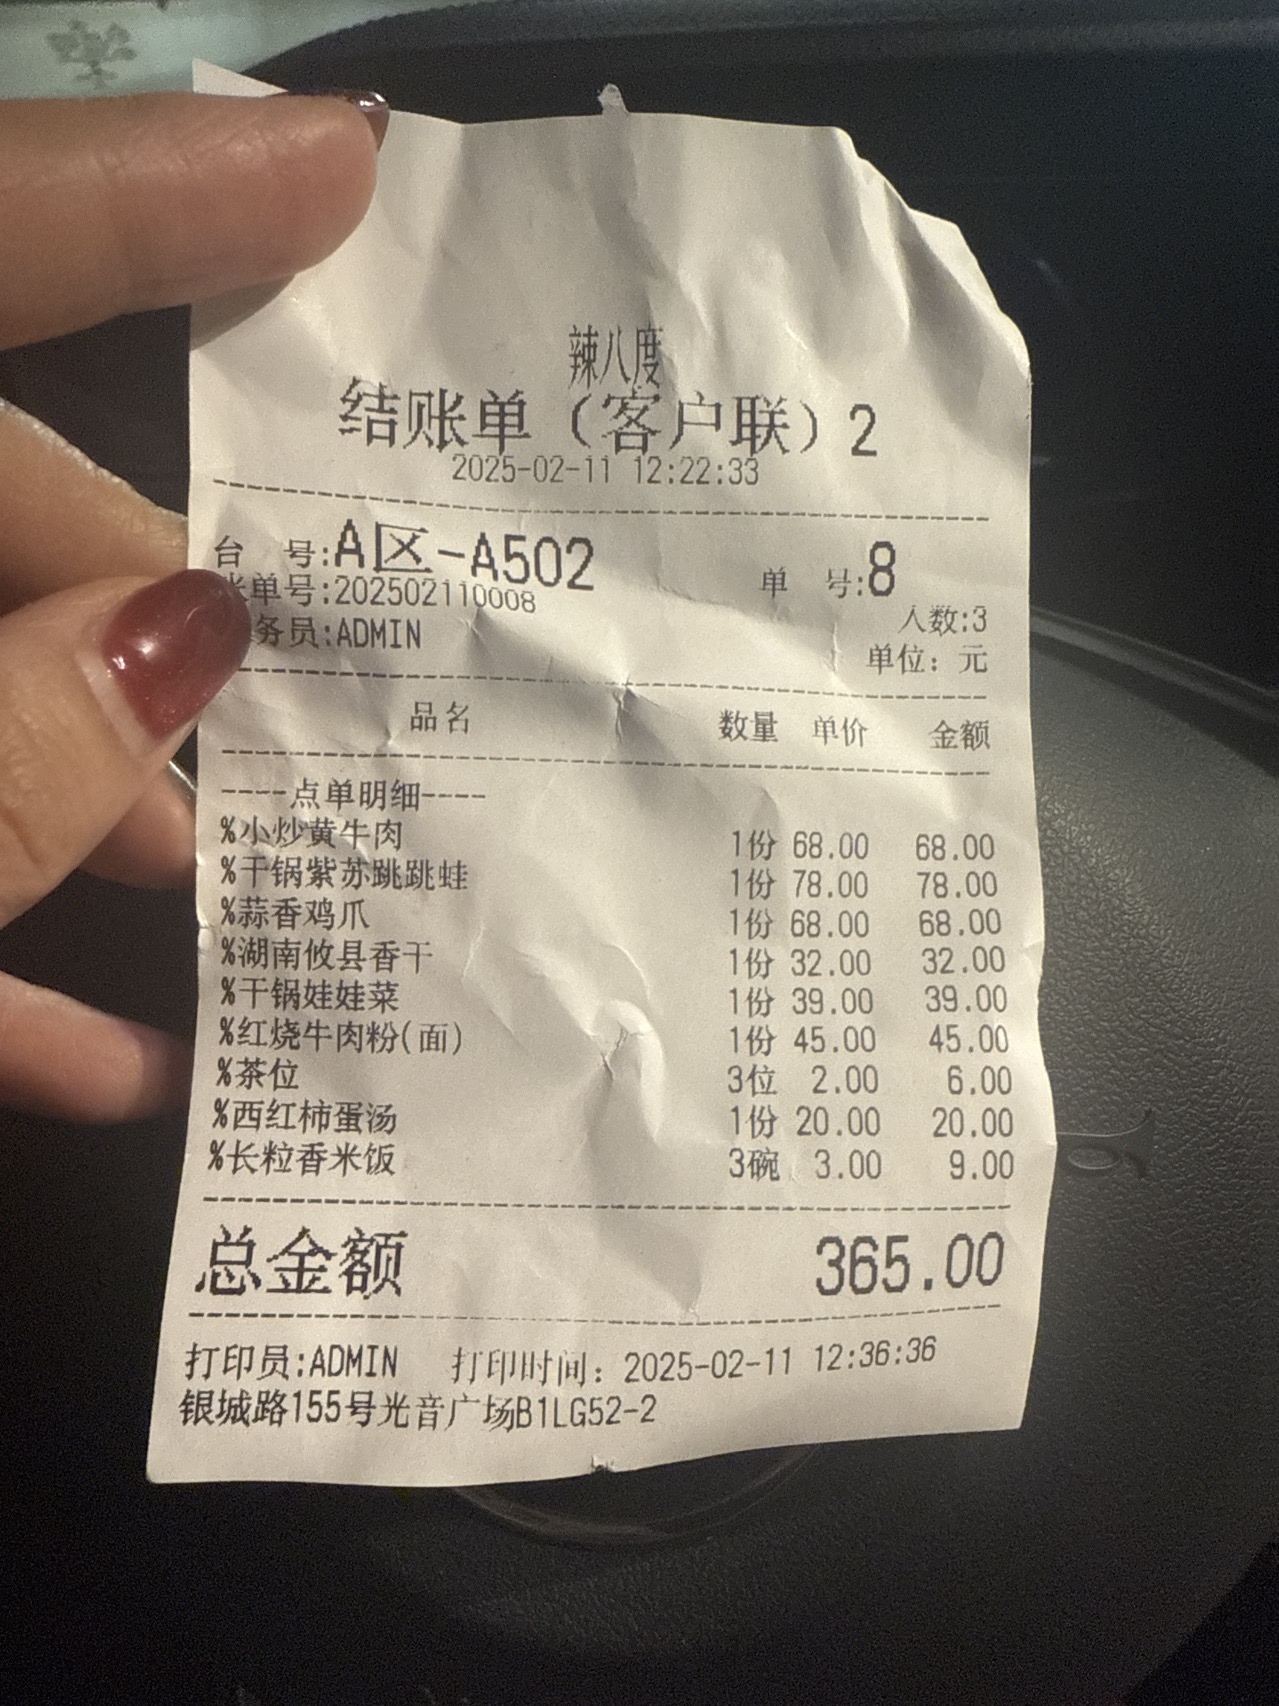 辣八度
结账单（客户联）2
2025-02-11 12:22:33
台 号:A区-A502 单 号:8
账单号:202502110008
人数:3
务员:ADMIN
单位：元
品名 数量 单价 金额
----点单明细----
%小炒黄牛肉 1份 68.00 68.00
%干锅紫苏跳跳蛙 1份 78.00 78.00
%蒜香鸡爪 1份 68.00 68.00
%湖南攸县香干 1份 32.00 32.00
%干锅娃娃菜 1份 39.00 39.00
%红烧牛肉粉(面) 1份 45.00 45.00
%茶位 3位 2.00 6.00
%西红柿蛋汤 1份 20.00 20.00
%长粒香米饭 3碗 3.00 9.00
总金额 365.00
打印员:ADMIN 打印时间：2025-02-11 12:36:36
银城路155号光音广场B1LG52-2